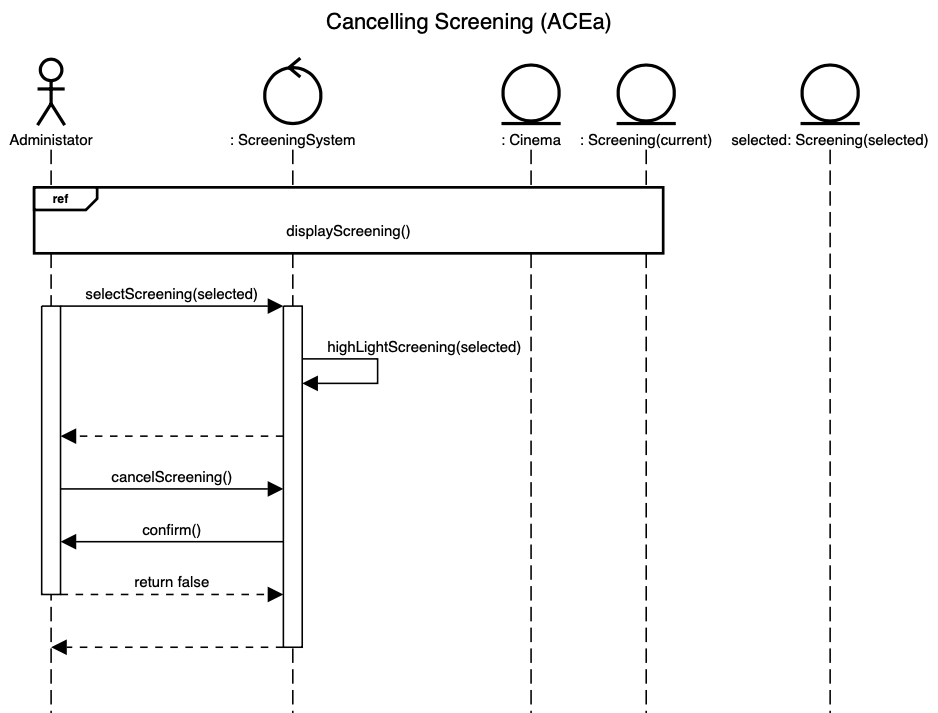 Cancelling Screening (ACEa)
Administator
: ScreeningSystem
: Cinema
: Screening(current)
selected: Screening(selected)
ref
displayScreening()
selectScreening(selected)
highLightScreening(selected)
cancelScreening()
confirm()
return false